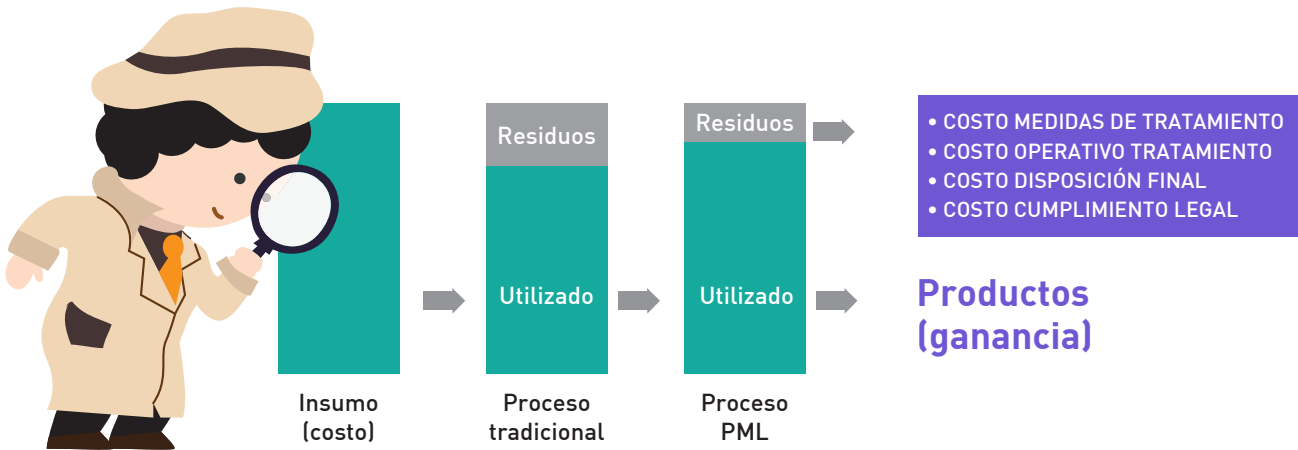 Residuos
Residuos
• COSTO MEDIDAS DE TRATAMIENTO
• COSTO OPERATIVO TRATAMIENTO
• COSTO DISPOSICIÓN FINAL
• COSTO CUMPLIMIENTO LEGAL
Utilizado
Utilizado
Productos
(ganancia)
Insumo
(costo)
Proceso
tradicional
Proceso
PML